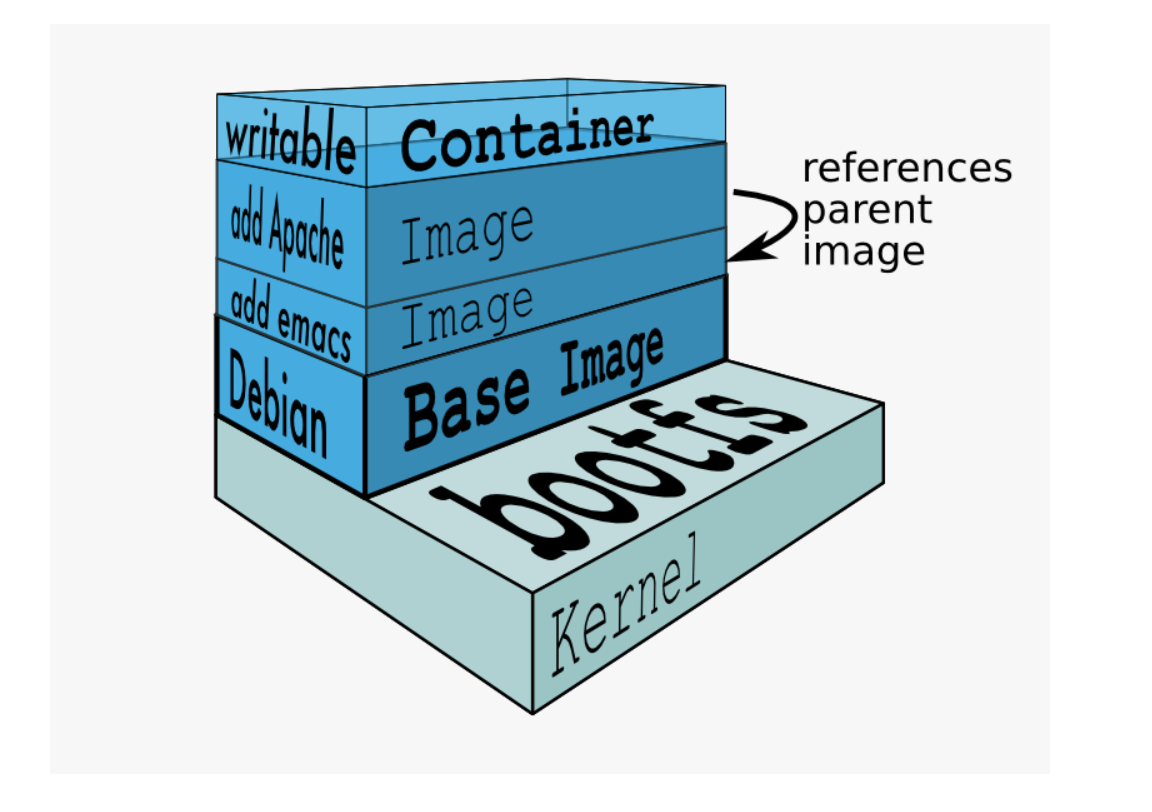 writable Container
references
parent
image
add Apache Image
add emacs Image
Debian Base Image
bootfs
Kernel